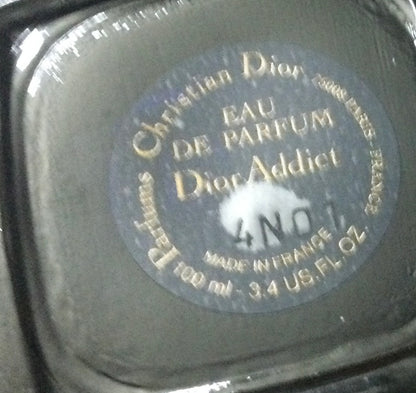 Parfums Christian Dior 75008 PARIS - FRANCE
EAU
DE PARFUM
Dior Addict
4N01
MADE IN FRANCE
100 ml - 3.4 US.FL.OZ.